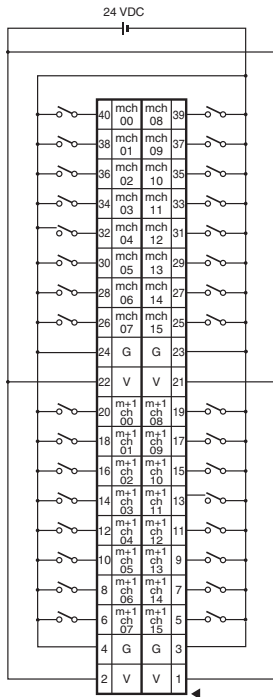 24 VDC
40 mch 00 mch 08 39
38 mch 01 mch 09 37
36 mch 02 mch 10 35
34 mch 03 mch 11 33
32 mch 04 mch 12 31
30 mch 05 mch 13 29
28 mch 06 mch 14 27
26 mch 07 mch 15 25
24 G G 23
22 V V 21
20 m+1 ch 00 m+1 ch 08 19
18 m+1 ch 01 m+1 ch 09 17
16 m+1 ch 02 m+1 ch 10 15
14 m+1 ch 03 m+1 ch 11 13
12 m+1 ch 04 m+1 ch 12 11
10 m+1 ch 05 m+1 ch 13 9
8 m+1 ch 06 m+1 ch 14 7
6 m+1 ch 07 m+1 ch 15 5
4 G G 3
2 V V 1